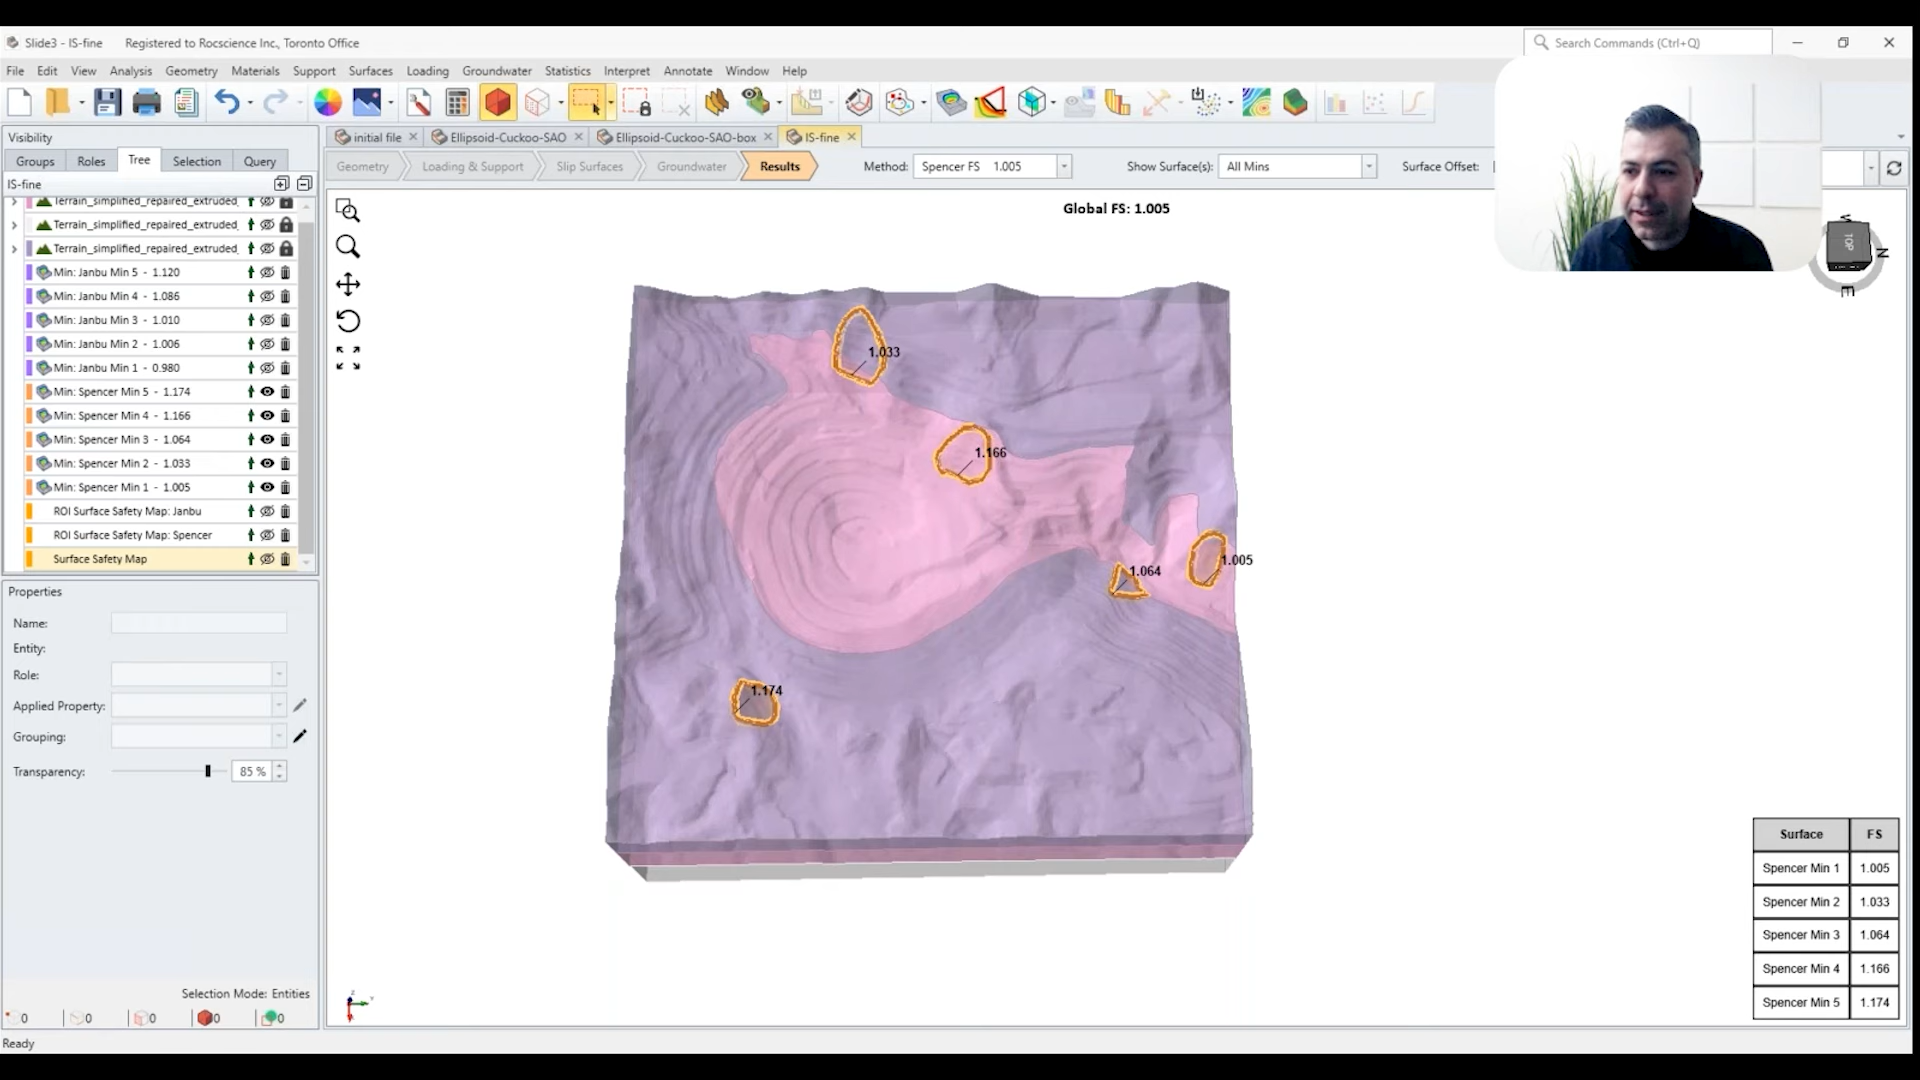 Slide3 - IS-fine Registered to Rocscience Inc., Toronto Office
Search Commands (Ctrl+Q)
File Edit View Analysis Geometry Materials Support Surfaces Loading Groundwater Statistics Interpret Annotate Window Help
Visibility
initial file Ellipsoid-Cuckoo-SAO Ellipsoid-Cuckoo-SAO-box IS-fine
Groups Roles Tree Selection Query
Geometry Loading & Support Slip Surfaces Groundwater Results
Method: Spencer FS 1.005 Show Surface(s): All Mins Surface Offset:
IS-fine
Terrain_simplified_repaired_extruded_
Terrain_simplified_repaired_extruded_
Terrain_simplified_repaired_extruded_
Min: Janbu Min 5 - 1.120
Min: Janbu Min 4 - 1.086
Min: Janbu Min 3 - 1.010
Min: Janbu Min 2 - 1.006
Min: Janbu Min 1 - 0.980
Min: Spencer Min 5 - 1.174
Min: Spencer Min 4 - 1.166
Min: Spencer Min 3 - 1.064
Min: Spencer Min 2 - 1.033
Min: Spencer Min 1 - 1.005
ROI Surface Safety Map: Janbu
ROI Surface Safety Map: Spencer
Surface Safety Map
Properties
Name:
Entity:
Role:
Applied Property:
Grouping:
Transparency: 85 %
Selection Mode: Entities
0 0 0 0 0
Ready
Global FS: 1.005
W
TOP
N
E
1.033
1.166
1.005
1.064
1.174
Surface FS
Spencer Min 1 1.005
Spencer Min 2 1.033
Spencer Min 3 1.064
Spencer Min 4 1.166
Spencer Min 5 1.174